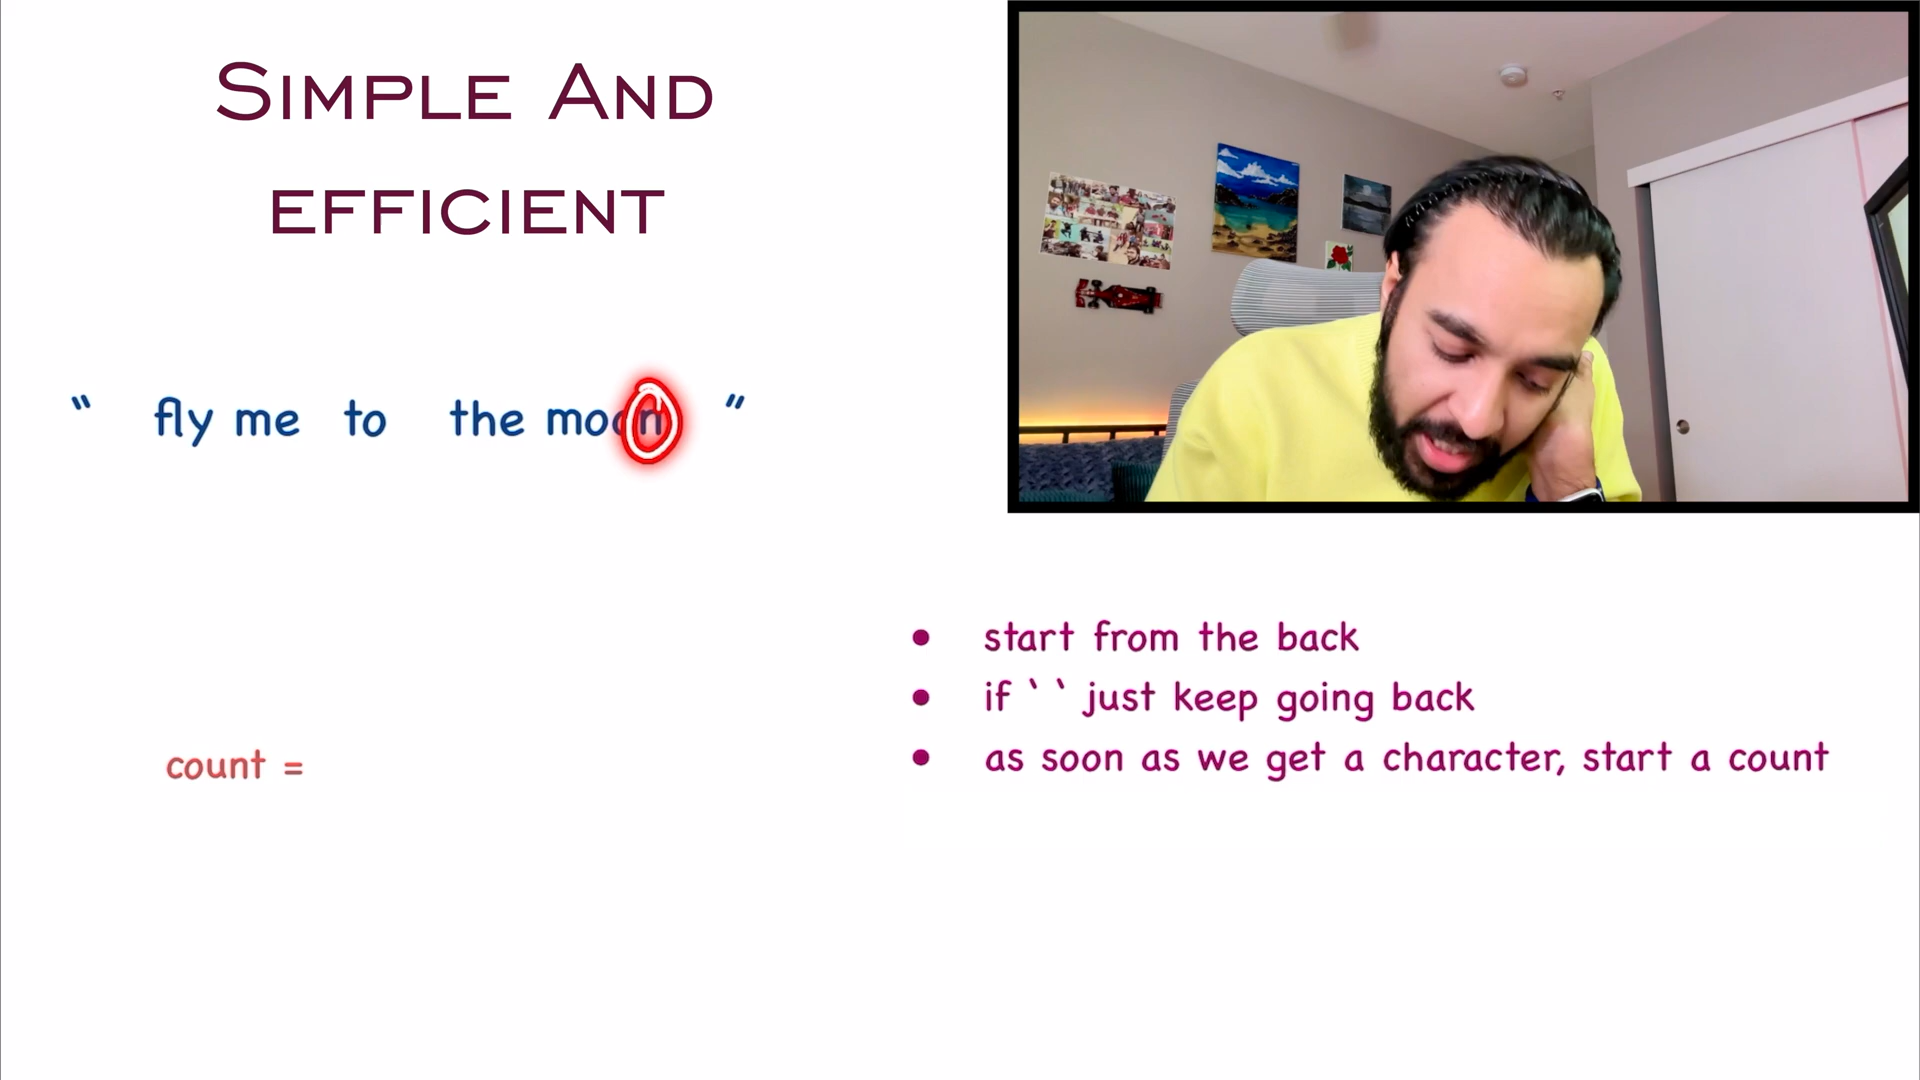 SIMPLE AND
EFFICIENT
“ fly me to the moon ”
count =
• start from the back
• if ` ` just keep going back
• as soon as we get a character, start a count